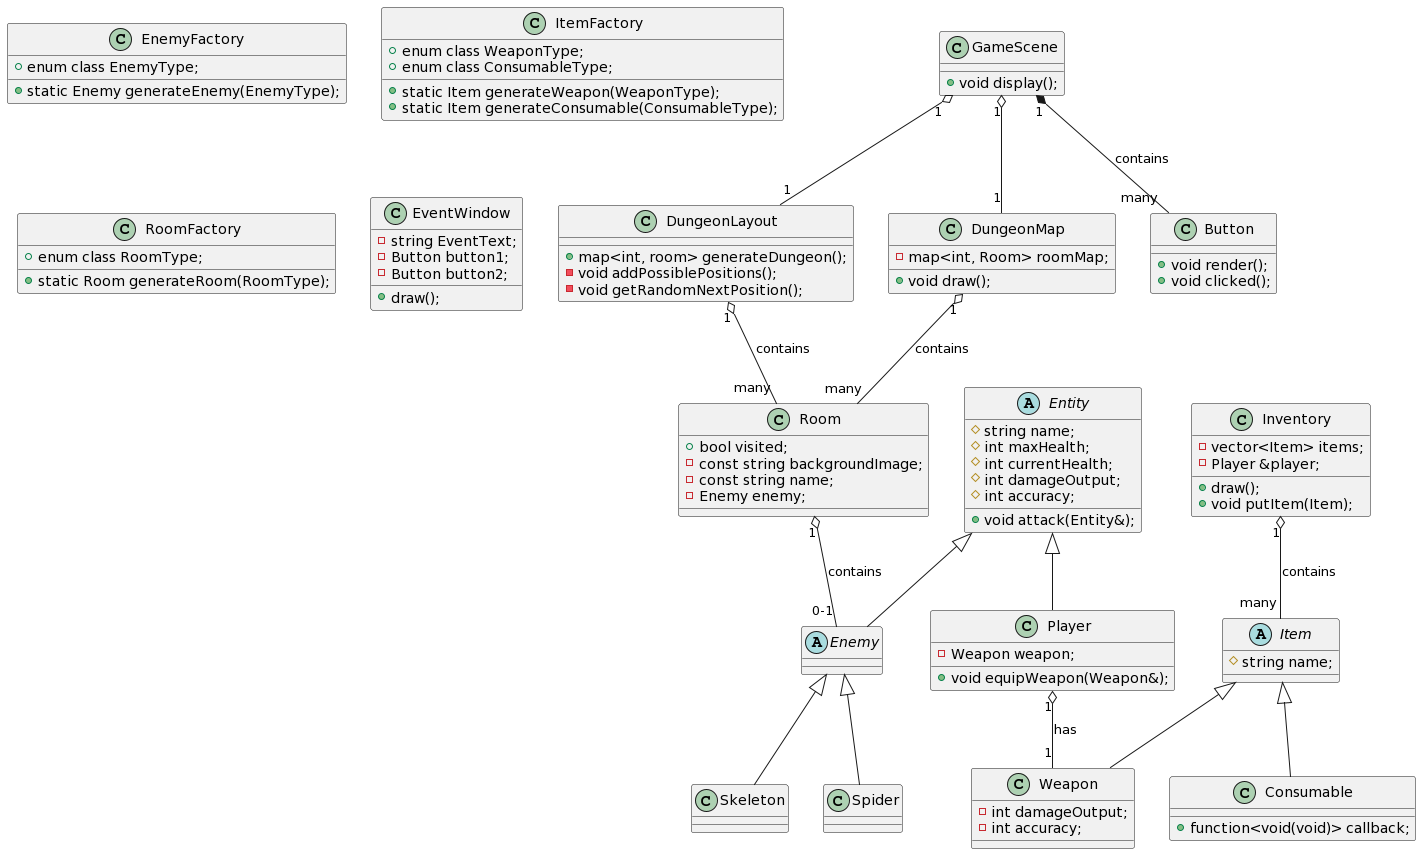 C EnemyFactory
enum class EnemyType;
static Enemy generateEnemy(EnemyType);
C ItemFactory
enum class WeaponType;
enum class ConsumableType;
static Item generateWeapon(WeaponType);
static Item generateConsumable(ConsumableType);
C GameScene
void display();
1
1
1
contains
1
1
many
C RoomFactory
enum class RoomType;
static Room generateRoom(RoomType);
C EventWindow
string EventText;
Button button1;
Button button2;
draw();
C DungeonLayout
map<int, room> generateDungeon();
void addPossiblePositions();
void getRandomNextPosition();
C DungeonMap
map<int, Room> roomMap;
void draw();
C Button
void render();
void clicked();
1
1
contains
contains
many
many
C Room
bool visited;
const string backgroundImage;
const string name;
Enemy enemy;
A Entity
string name;
int maxHealth;
int currentHealth;
int damageOutput;
int accuracy;
void attack(Entity&);
C Inventory
vector<Item> items;
Player &player;
draw();
void putItem(Item);
1
1
contains
contains
0-1
many
A Enemy
C Player
Weapon weapon;
void equipWeapon(Weapon&);
A Item
string name;
1
has
1
C Skeleton
C Spider
C Weapon
int damageOutput;
int accuracy;
C Consumable
function<void(void)> callback;